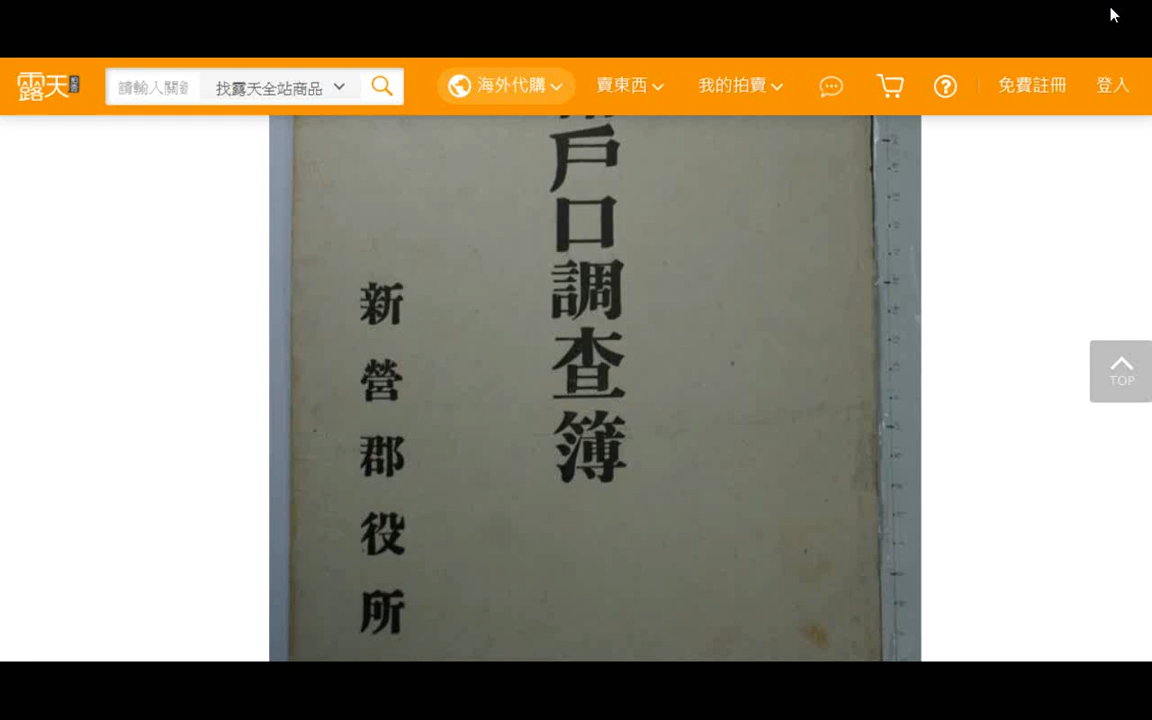 露天
請輸入關鍵
找露天全站商品
海外代購
賣東西
我的拍賣
免費註冊
登入
戶口調查簿
新營郡役所
TOP